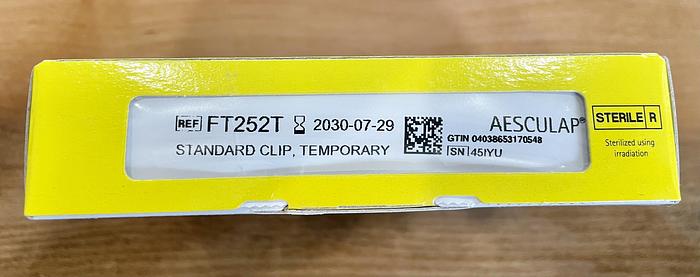 REF FT252T 2030-07-29
STANDARD CLIP, TEMPORARY
AESCULAP®
GTIN 04038653170548
SN 45IYU
STERILE R
Sterilized using
irradiation